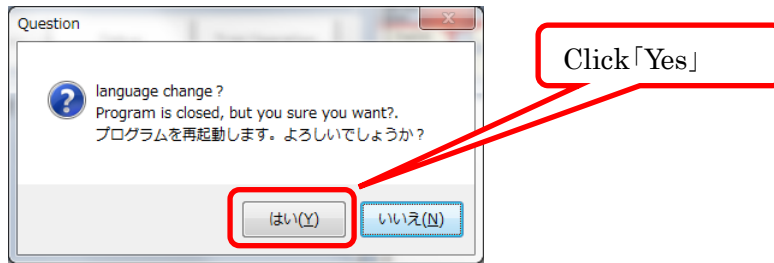 Question
Click「Yes」
language change ?
Program is closed, but you sure you want?.
プログラムを再起動します。よろしいでしょうか？
はい(Y)
いいえ(N)